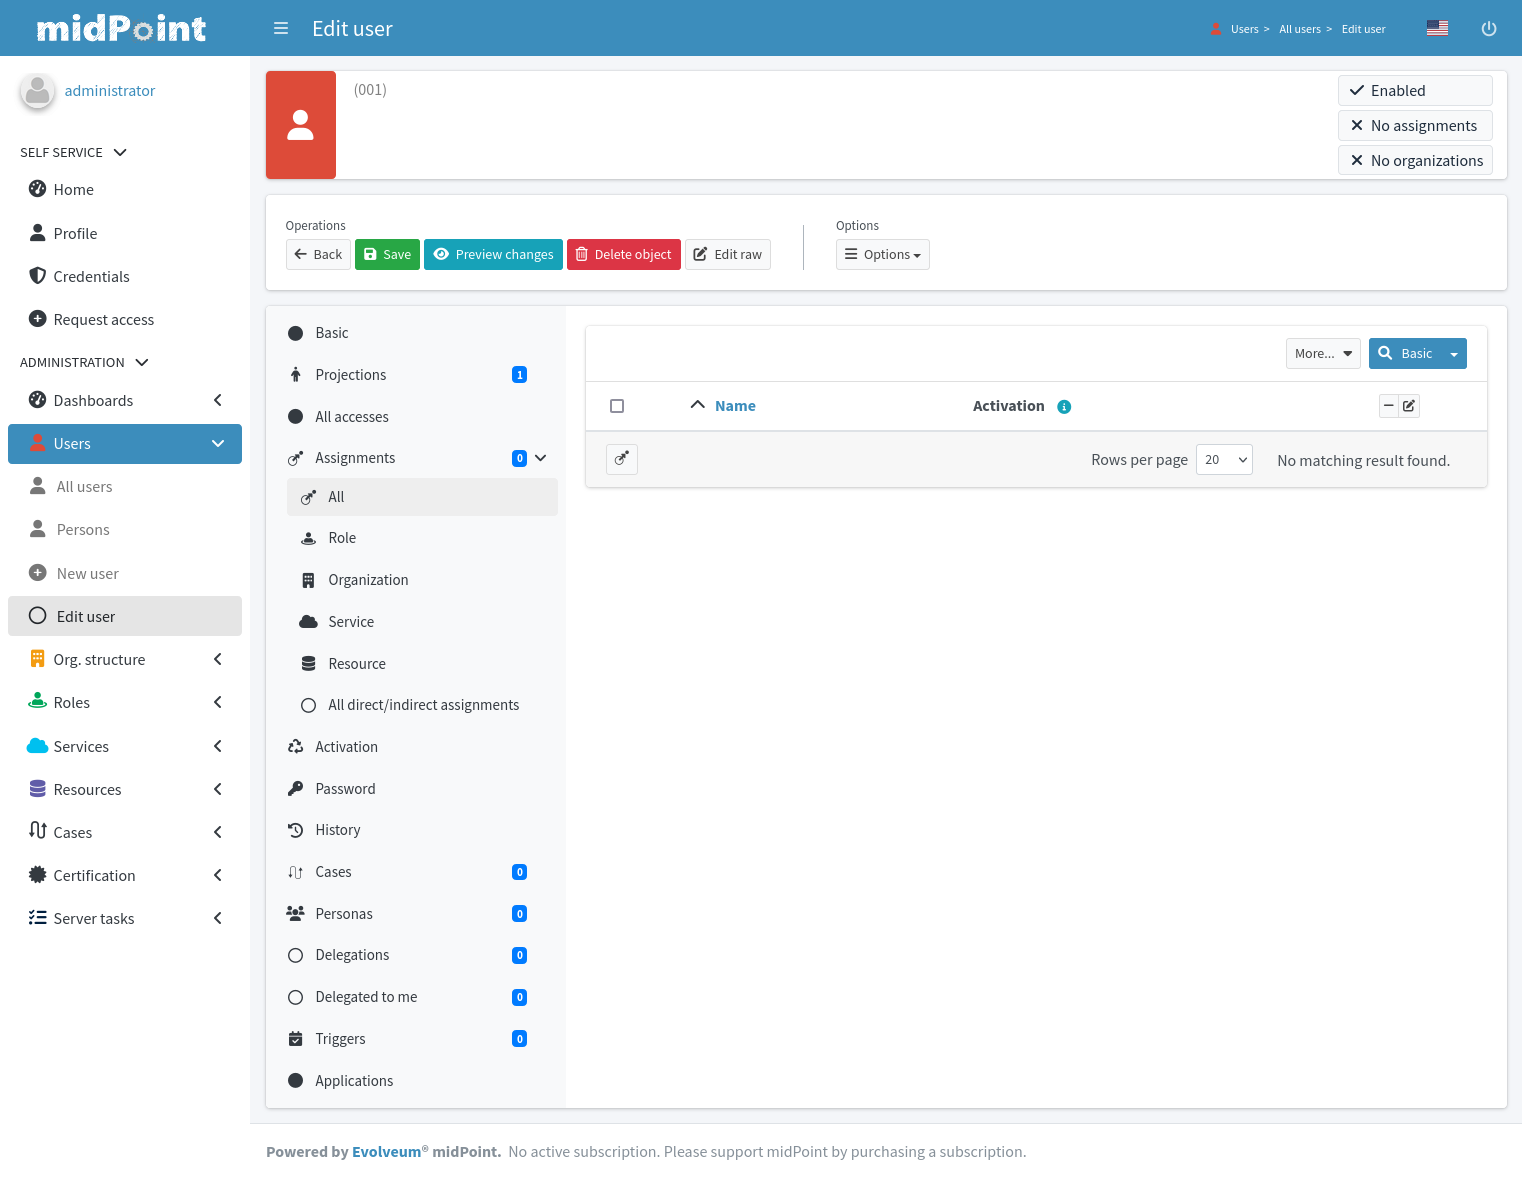 midPoint
Edit user
Users > All users > Edit user
administrator
SELF SERVICE
Home
Profile
Credentials
Request access
ADMINISTRATION
Dashboards
Users
All users
Persons
New user
Edit user
Org. structure
Roles
Services
Resources
Cases
Certification
Server tasks
(001)
Enabled
No assignments
No organizations
Operations
Back Save Preview changes Delete object Edit raw
Options
Options
Basic
Projections 1
All accesses
Assignments 0
All
Role
Organization
Service
Resource
All direct/indirect assignments
Activation
Password
History
Cases 0
Personas 0
Delegations 0
Delegated to me 0
Triggers 0
Applications
More... Basic
Name Activation
Rows per page 20 No matching result found.
Powered by Evolveum® midPoint. No active subscription. Please support midPoint by purchasing a subscription.